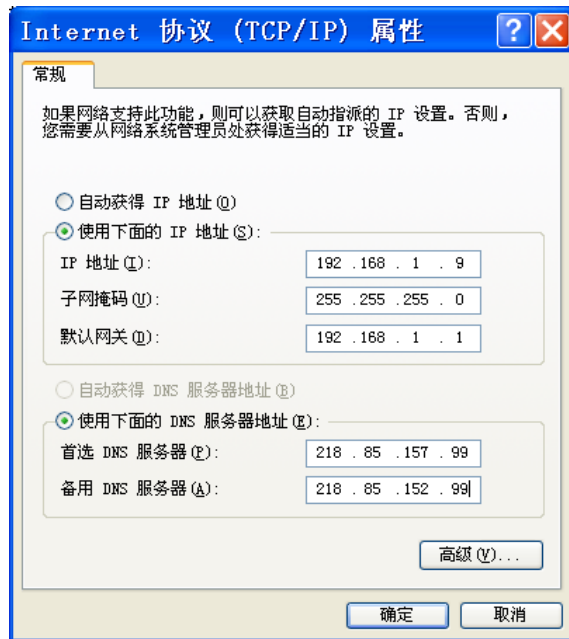 Internet 协议 (TCP/IP) 属性
常规
如果网络支持此功能，则可以获取自动指派的 IP 设置。否则，
您需要从网络系统管理员处获得适当的 IP 设置。
自动获得 IP 地址(O)
使用下面的 IP 地址(S):
IP 地址(I): 192 .168 . 1 . 9
子网掩码(U): 255 .255 .255 . 0
默认网关(D): 192 .168 . 1 . 1
自动获得 DNS 服务器地址(B)
使用下面的 DNS 服务器地址(E):
首选 DNS 服务器(P): 218 . 85 .157 . 99
备用 DNS 服务器(A): 218 . 85 .152 . 99
高级(V)...
确定 取消